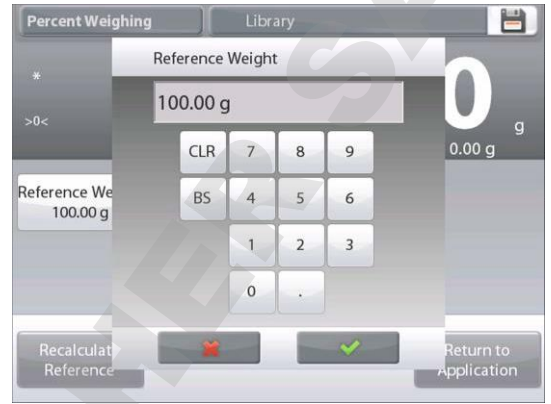 Percent Weighing
Library
Reference Weight
*
100.00 g
0
>0<
g
0.00 g
CLR 7 8 9
Reference We
100.00 g
BS 4 5 6
1 2 3
0 .
Recalculat
Reference
Return to
Application